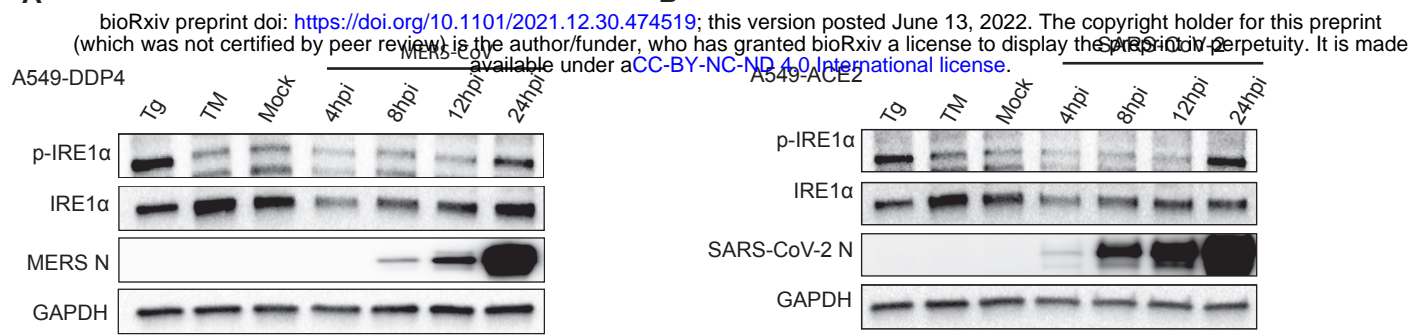 bioRxiv preprint doi: https://doi.org/10.1101/2021.12.30.474519; this version posted June 13, 2022. The copyright holder for this preprint
(which was not certified by peer review) is the author/funder, who has granted bioRxiv a license to display the preprint in perpetuity. It is made
available under aCC-BY-NC-ND 4.0 International license.
MERS-CoV
A549-DDP4
Tg TM Mock 4hpi 8hpi 12hpi 24hpi
p-IRE1α
IRE1α
MERS N
GAPDH
SARS-CoV-2
A549-ACE2
Tg TM Mock 4hpi 8hpi 12hpi 24hpi
p-IRE1α
IRE1α
SARS-CoV-2 N
GAPDH